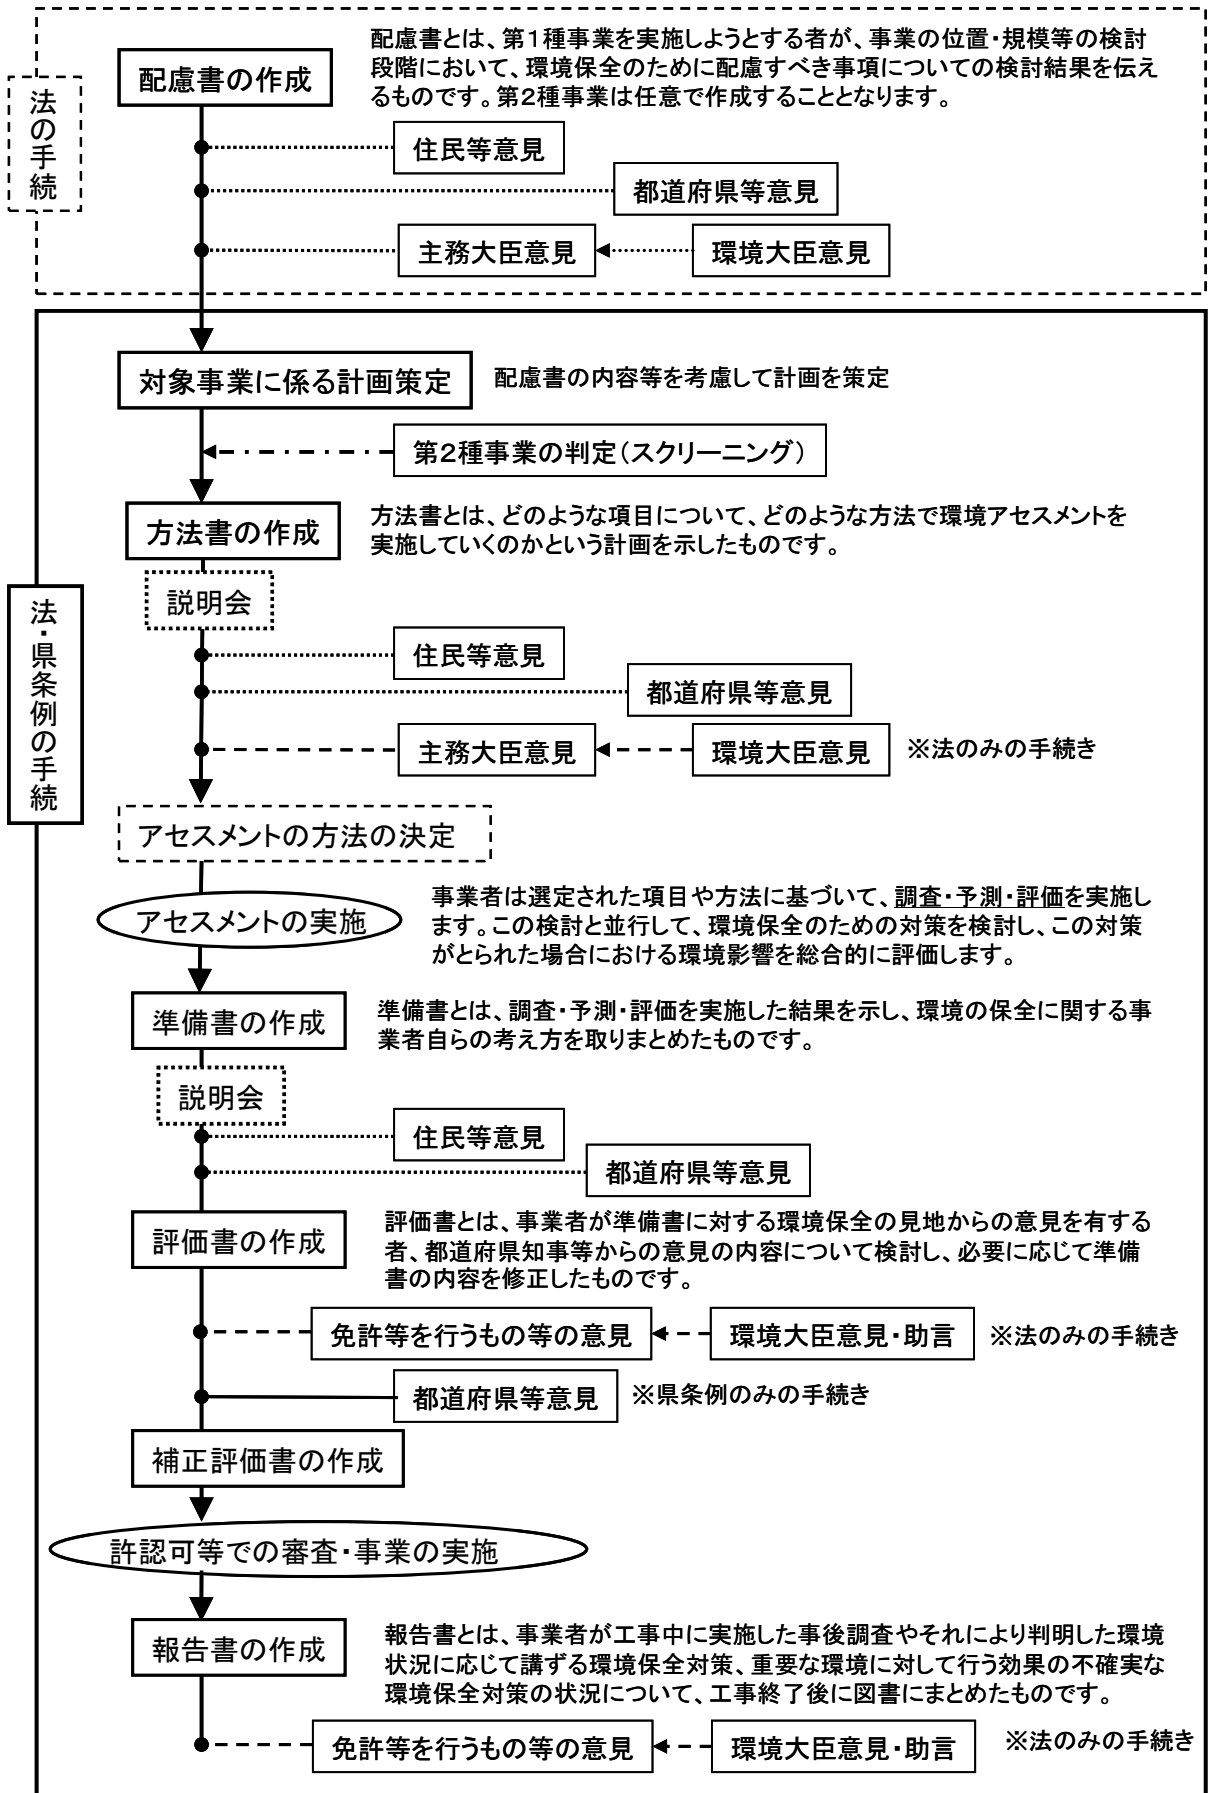 配慮書とは、第1種事業を実施しようとする者が、事業の位置・規模等の検討
段階において、環境保全のために配慮すべき事項についての検討結果を伝え
るものです。第2種事業は任意で作成することとなります。
配慮書の作成
法の手続
住民等意見
都道府県等意見
主務大臣意見
環境大臣意見
対象事業に係る計画策定
配慮書の内容等を考慮して計画を策定
第2種事業の判定(スクリーニング)
方法書の作成
方法書とは、どのような項目について、どのような方法で環境アセスメントを
実施していくのかという計画を示したものです。
法・県条例の手続
説明会
住民等意見
都道府県等意見
主務大臣意見
環境大臣意見
※法のみの手続き
アセスメントの方法の決定
アセスメントの実施
事業者は選定された項目や方法に基づいて、調査・予測・評価を実施し
ます。この検討と並行して、環境保全のための対策を検討し、この対策
がとられた場合における環境影響を総合的に評価します。
準備書の作成
準備書とは、調査・予測・評価を実施した結果を示し、環境の保全に関する事
業者自らの考え方を取りまとめたものです。
説明会
住民等意見
都道府県等意見
評価書の作成
評価書とは、事業者が準備書に対する環境保全の見地からの意見を有する
者、都道府県知事等からの意見の内容について検討し、必要に応じて準備
書の内容を修正したものです。
免許等を行うもの等の意見
環境大臣意見・助言
※法のみの手続き
都道府県等意見
※県条例のみの手続き
補正評価書の作成
許認可等での審査・事業の実施
報告書の作成
報告書とは、事業者が工事中に実施した事後調査やそれにより判明した環境
状況に応じて講ずる環境保全対策、重要な環境に対して行う効果の不確実な
環境保全対策の状況について、工事終了後に図書にまとめたものです。
免許等を行うもの等の意見
環境大臣意見・助言
※法のみの手続き